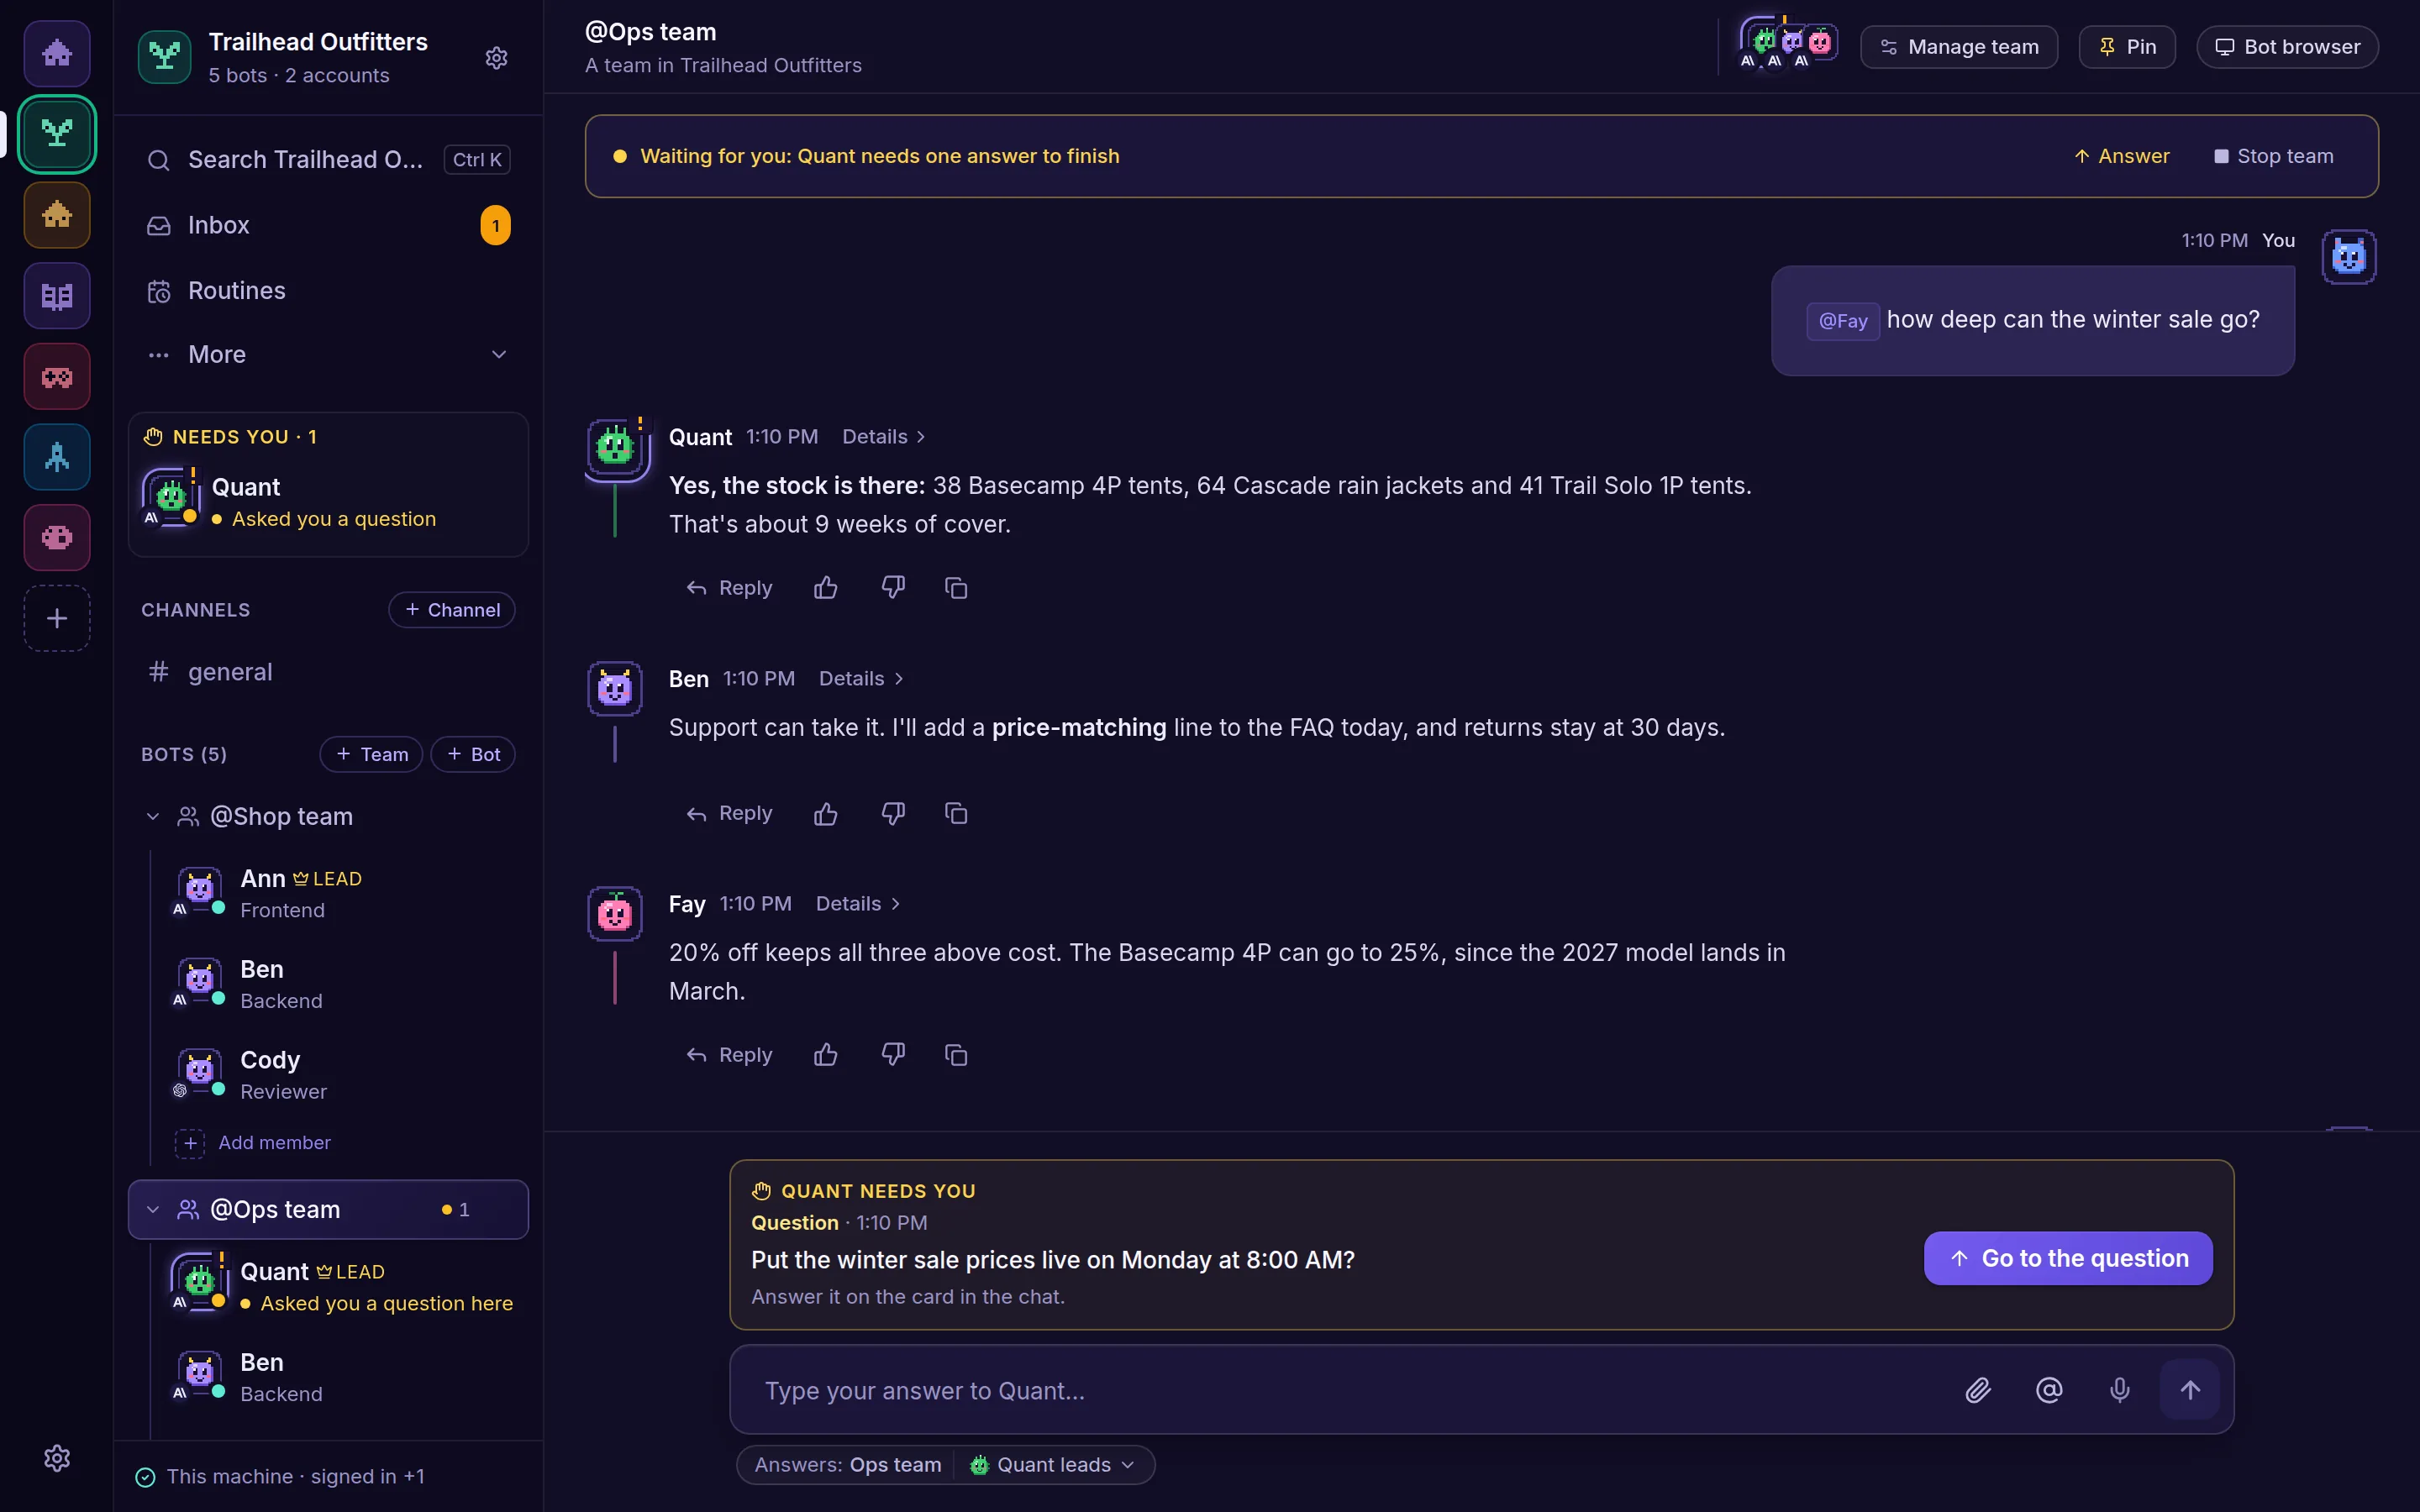 Trailhead Outfitters
5 bots · 2 accounts
Search Trailhead O... Ctrl K
Inbox 1
Routines
More
NEEDS YOU · 1
Quant
Asked you a question
CHANNELS + Channel
# general
BOTS (5) + Team + Bot
@Shop team
Ann LEAD
Frontend
Ben
Backend
Cody
Reviewer
+ Add member
@Ops team 1
Quant LEAD
Asked you a question here
Ben
Backend
This machine · signed in +1
@Ops team
A team in Trailhead Outfitters
Manage team
Pin
Bot browser
Waiting for you: Quant needs one answer to finish
Answer
Stop team
1:10 PM You
@Fay how deep can the winter sale go?
Quant 1:10 PM Details
Yes, the stock is there: 38 Basecamp 4P tents, 64 Cascade rain jackets and 41 Trail Solo 1P tents.
That's about 9 weeks of cover.
Reply
Ben 1:10 PM Details
Support can take it. I'll add a price-matching line to the FAQ today, and returns stay at 30 days.
Reply
Fay 1:10 PM Details
20% off keeps all three above cost. The Basecamp 4P can go to 25%, since the 2027 model lands in
March.
Reply
QUANT NEEDS YOU
Question · 1:10 PM
Put the winter sale prices live on Monday at 8:00 AM?
Answer it on the card in the chat.
Go to the question
Type your answer to Quant...
Answers: Ops team Quant leads